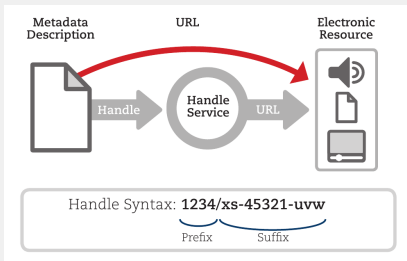 Metadata
Description
URL
Electronic
Resource
Handle
Handle
Service
URL
Handle Syntax: 1234/xs-45321-uvw
Prefix
Suffix